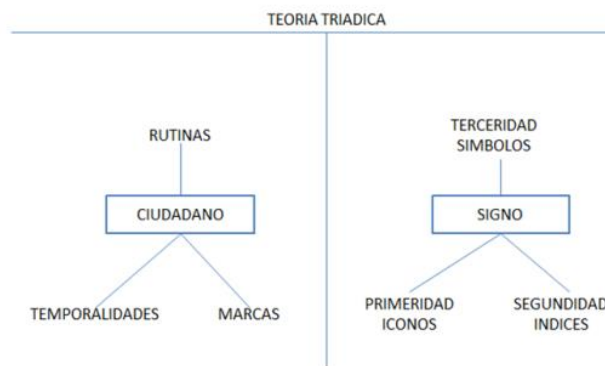 TEORIA TRIADICA
RUTINAS
CIUDADANO
TEMPORALIDADES
MARCAS
TERCERIDAD
SIMBOLOS
SIGNO
PRIMERIDAD
ICONOS
SEGUNDIDAD
INDICES